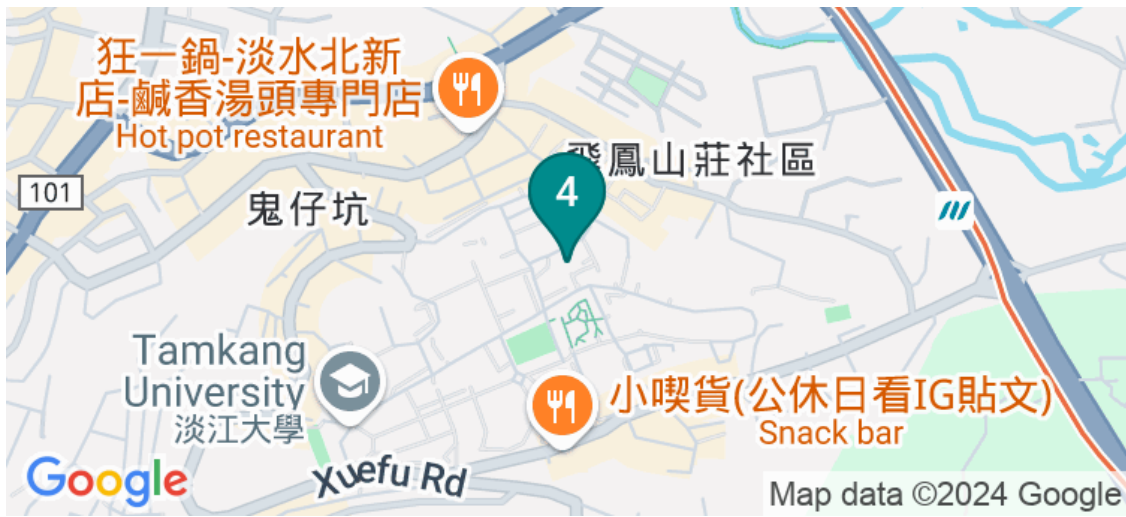 狂一鍋-淡水北新
店-鹹香湯頭專門店
Hot pot restaurant
飛鳳山莊社區
4
101
鬼仔坑
Tamkang
University
淡江大學
小喫貨(公休日看IG貼文)
Snack bar
Xuefu Rd
Google
Map data ©2024 Google